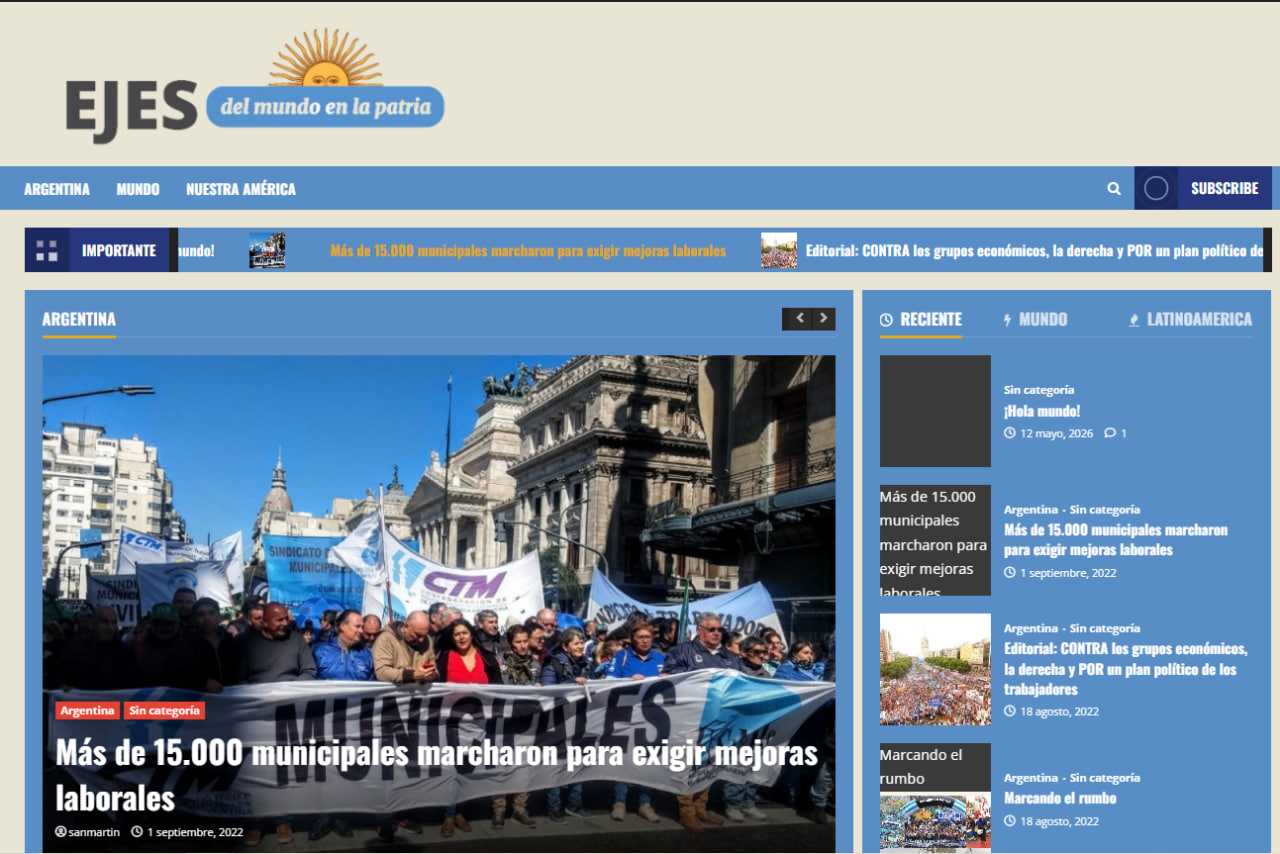 EJES del mundo en la patria
ARGENTINA MUNDO NUESTRA AMÉRICA SUBSCRIBE
IMPORTANTE mundo! Más de 15.000 municipales marcharon para exigir mejoras laborales Editorial: CONTRA los grupos económicos, la derecha y POR un plan político de
ARGENTINA
SINDICATO
MUNICIPAL
CTM
CTM
MUNICIPALES
Argentina Sin categoría
Más de 15.000 municipales marcharon para exigir mejoras
laborales
sanmartin 1 septiembre, 2022
RECIENTE MUNDO LATINOAMERICA
Sin categoría
¡Hola mundo!
12 mayo, 2026 1
Más de 15.000
municipales
marcharon para
exigir mejoras
laborales
Argentina • Sin categoría
Más de 15.000 municipales marcharon
para exigir mejoras laborales
1 septiembre, 2022
Argentina • Sin categoría
Editorial: CONTRA los grupos económicos,
la derecha y POR un plan político de los
trabajadores
18 agosto, 2022
Marcando el
rumbo
Argentina • Sin categoría
Marcando el rumbo
18 agosto, 2022